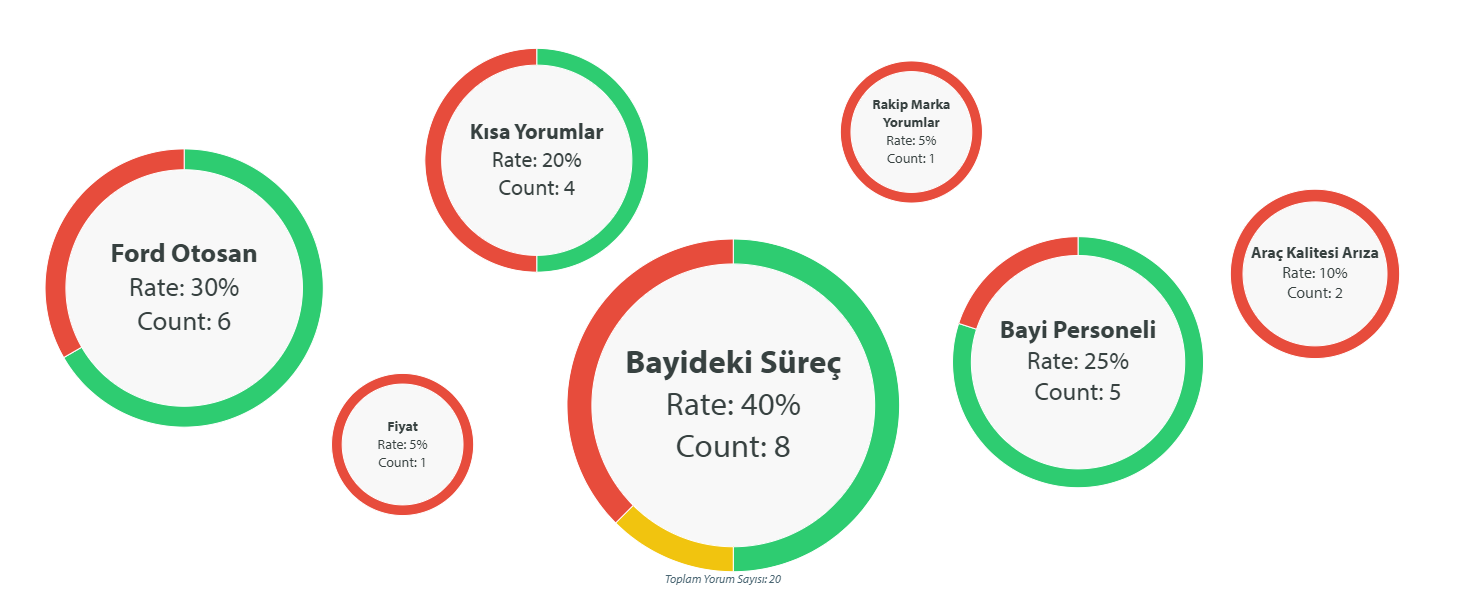 Kısa Yorumlar
Rate: 20%
Count: 4
Rakip Marka
Yorumlar
Rate: 5%
Count: 1
Ford Otosan
Rate: 30%
Count: 6
Araç Kalitesi Arıza
Rate: 10%
Count: 2
Bayideki Süreç
Rate: 40%
Count: 8
Bayi Personeli
Rate: 25%
Count: 5
Fiyat
Rate: 5%
Count: 1
Toplam Yorum Sayısı: 20